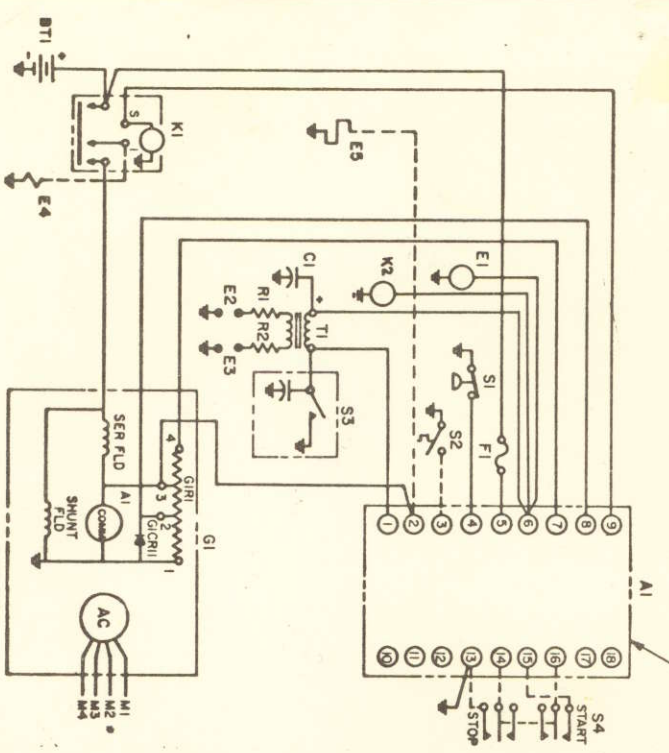 BT1
+
-
S
K1
I
E4
E5
C1
+
K2
E1
E2
R1
T1
R2
E3
S3
S1
S2
F1
SER FLD
4
A1
3
G1R1
2
COMM
SHUNT
FLD
G1CR11
1
G1
AC
M1
M2 *
M3
M4
A1
1
2
3
4
5
6
7
8
9
10
11
12
13
14
15
16
17
18
STOP
START
S4